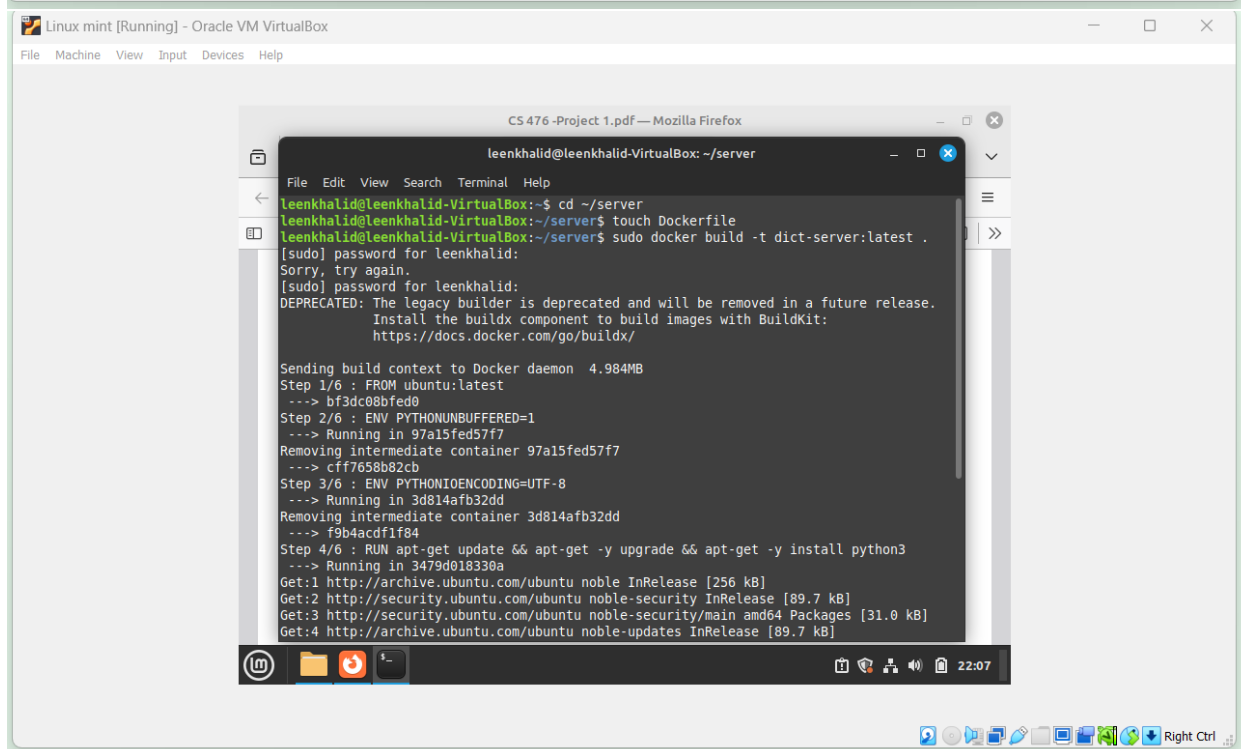 Linux mint [Running] - Oracle VM VirtualBox
File Machine View Input Devices Help
CS 476 -Project 1.pdf — Mozilla Firefox
leenkhalid@leenkhalid-VirtualBox: ~/server
File Edit View Search Terminal Help
leenkhalid@leenkhalid-VirtualBox:~$ cd ~/server
leenkhalid@leenkhalid-VirtualBox:~/server$ touch Dockerfile
leenkhalid@leenkhalid-VirtualBox:~/server$ sudo docker build -t dict-server:latest .
[sudo] password for leenkhalid:
Sorry, try again.
[sudo] password for leenkhalid:
DEPRECATED: The legacy builder is deprecated and will be removed in a future release.
Install the buildx component to build images with BuildKit:
https://docs.docker.com/go/buildx/
Sending build context to Docker daemon 4.984MB
Step 1/6 : FROM ubuntu:latest
---> bf3dc08bfed0
Step 2/6 : ENV PYTHONUNBUFFERED=1
---> Running in 97a15fed57f7
Removing intermediate container 97a15fed57f7
---> cff7658b82cb
Step 3/6 : ENV PYTHONIOENCODING=UTF-8
---> Running in 3d814afb32dd
Removing intermediate container 3d814afb32dd
---> f9b4acdf1f84
Step 4/6 : RUN apt-get update && apt-get -y upgrade && apt-get -y install python3
---> Running in 3479d018330a
Get:1 http://archive.ubuntu.com/ubuntu noble InRelease [256 kB]
Get:2 http://security.ubuntu.com/ubuntu noble-security InRelease [89.7 kB]
Get:3 http://security.ubuntu.com/ubuntu noble-security/main amd64 Packages [31.0 kB]
Get:4 http://archive.ubuntu.com/ubuntu noble-updates InRelease [89.7 kB]
22:07
Right Ctrl